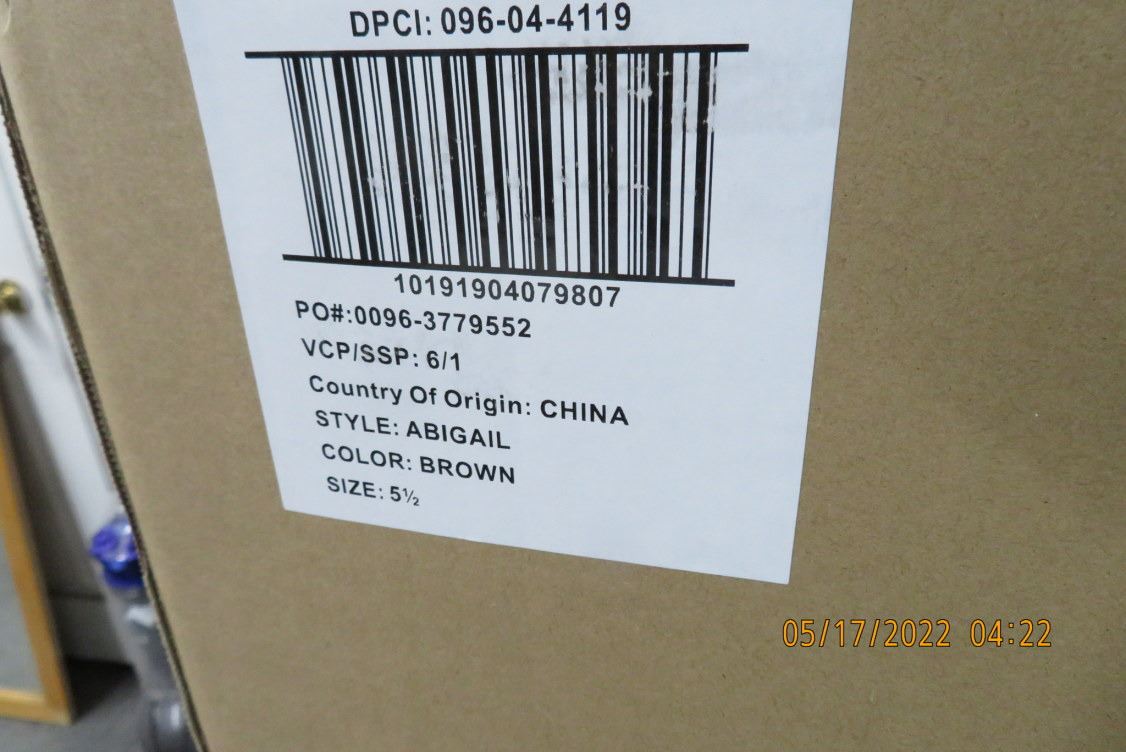 DPCI: 096-04-4119
10191904079807
PO#:0096-3779552
VCP/SSP: 6/1
Country Of Origin: CHINA
STYLE: ABIGAIL
COLOR: BROWN
SIZE: 5½
05/17/2022 04:22